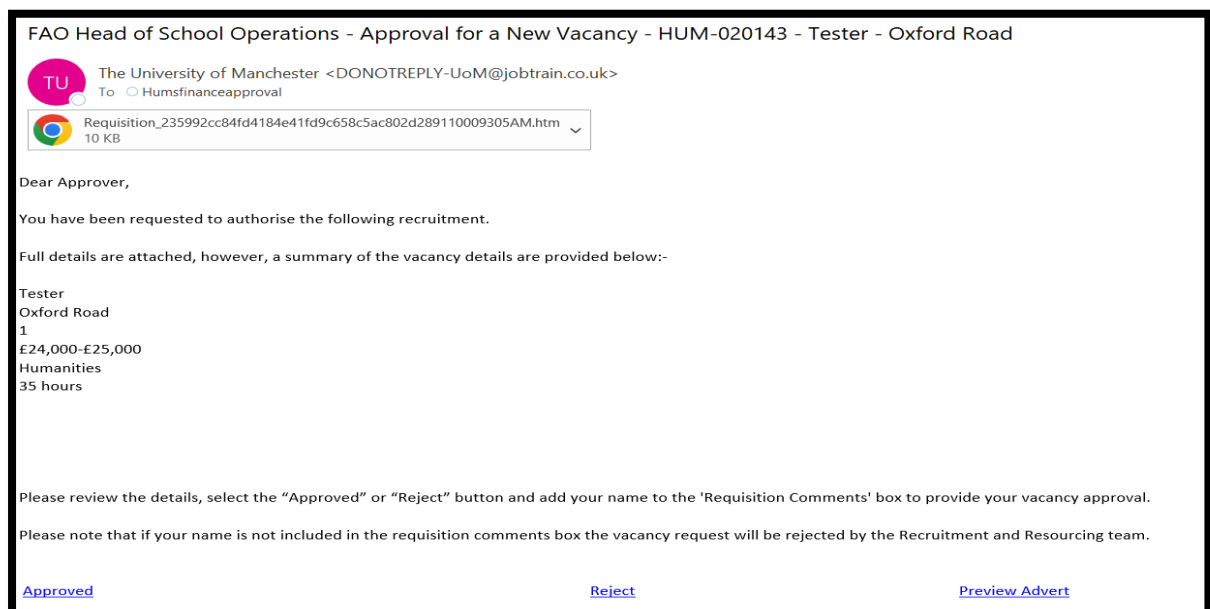 FAO Head of School Operations - Approval for a New Vacancy - HUM-020143 - Tester - Oxford Road
TU
The University of Manchester <DONOTREPLY-UoM@jobtrain.co.uk>
To Humsfinanceapproval
Requisition_235992cc84fd4184e41fd9c658c5ac802d289110009305AM.htm
10 KB
Dear Approver,
You have been requested to authorise the following recruitment.
Full details are attached, however, a summary of the vacancy details are provided below:-
Tester
Oxford Road
1
£24,000-£25,000
Humanities
35 hours
Please review the details, select the “Approved” or “Reject” button and add your name to the 'Requisition Comments' box to provide your vacancy approval.
Please note that if your name is not included in the requisition comments box the vacancy request will be rejected by the Recruitment and Resourcing team.
Approved Reject Preview Advert